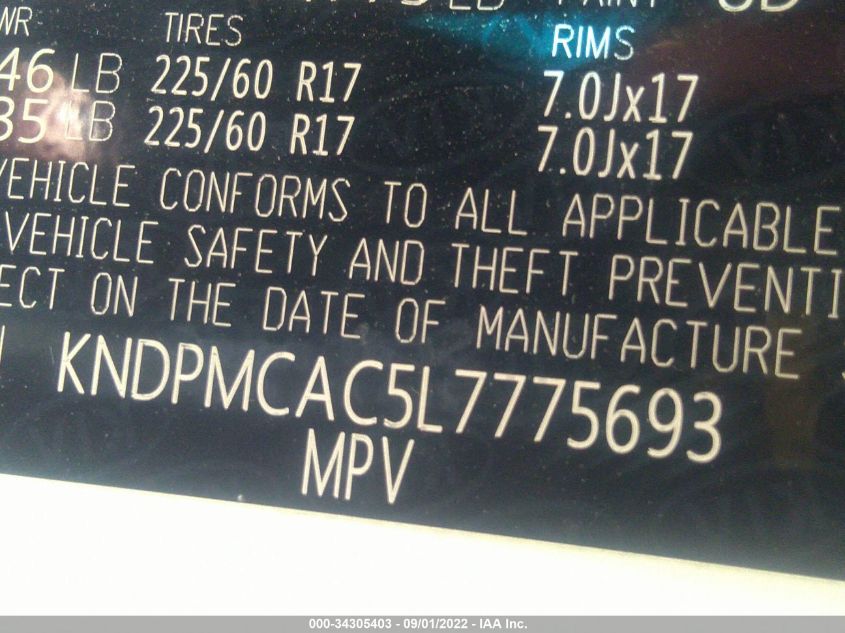 UD
WR TIRES RIMS
46 LB 225/60 R17 7.0Jx17
35 LB 225/60 R17 7.0Jx17
VEHICLE CONFORMS TO ALL APPLICABLE
VEHICLE SAFETY AND THEFT PREVENTI
ECT ON THE DATE OF MANUFACTURE
KNDPMCAC5L7775693
MPV
000-34305403 - 09/01/2022 - IAA Inc.